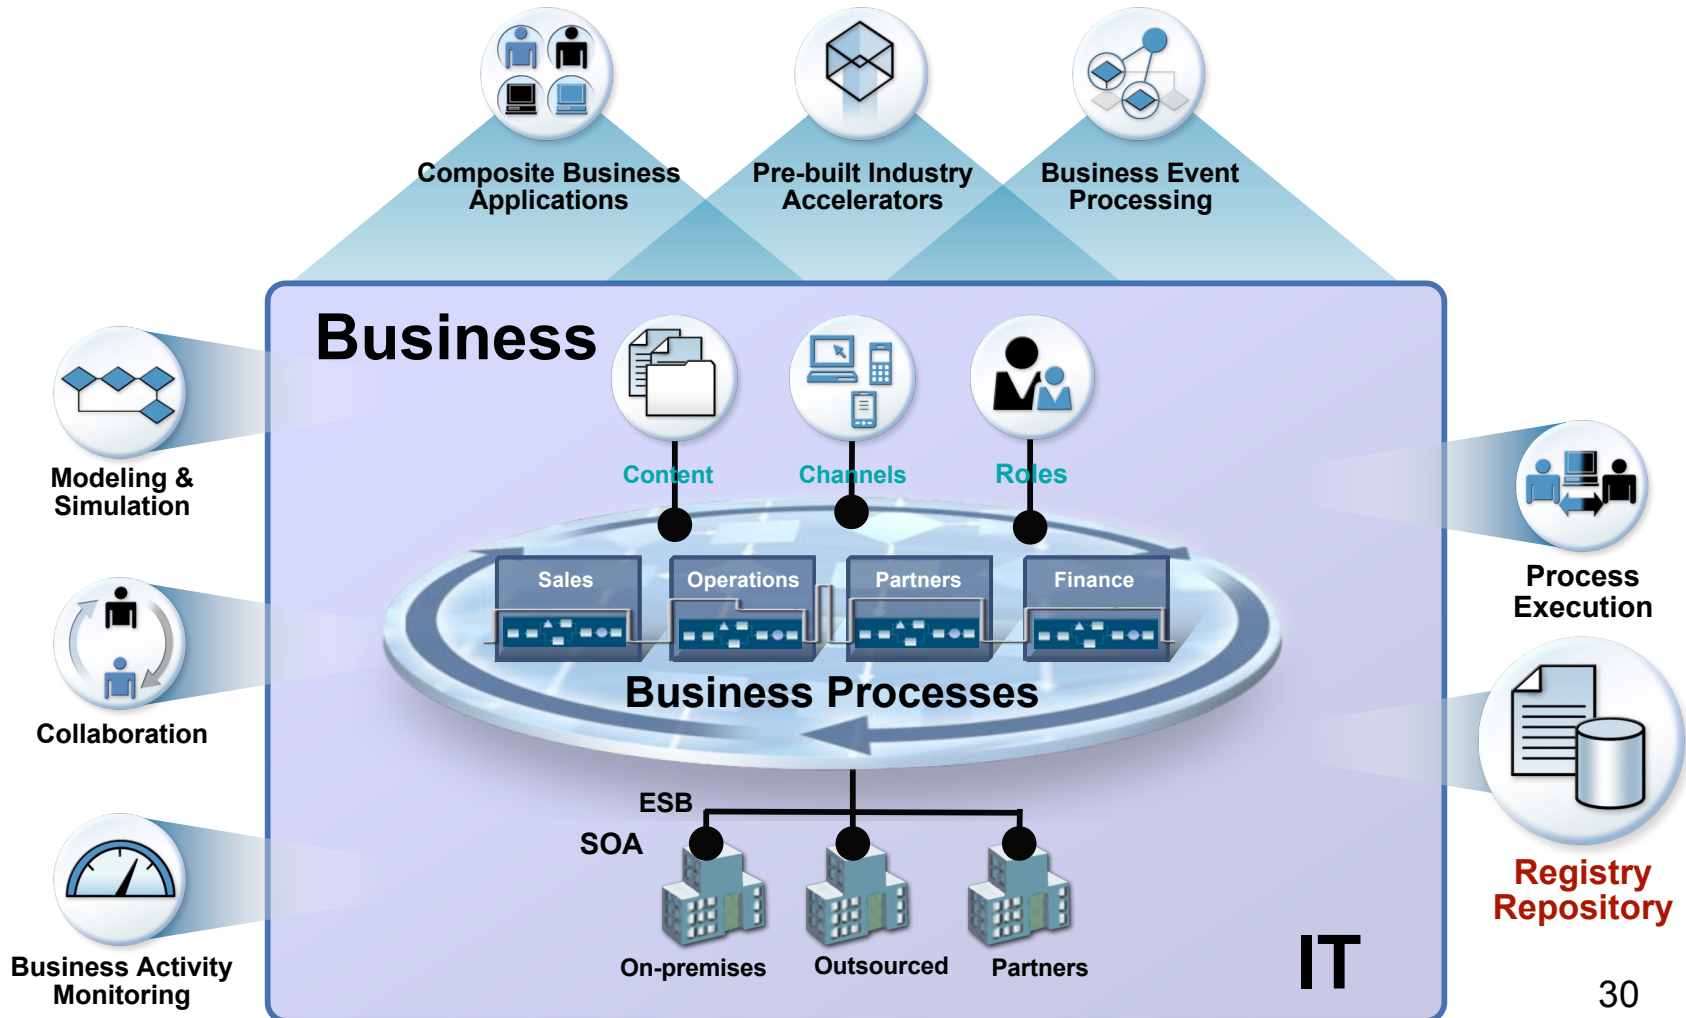 Composite Business
Applications
Pre-built Industry
Accelerators
Business Event
Processing
Business
Modeling &
Simulation
Content
Channels
Roles
Process
Execution
Sales
Operations
Partners
Finance
Business Processes
Collaboration
ESB
SOA
Registry
Repository
On-premises
Outsourced
Partners
IT
Business Activity
Monitoring
30